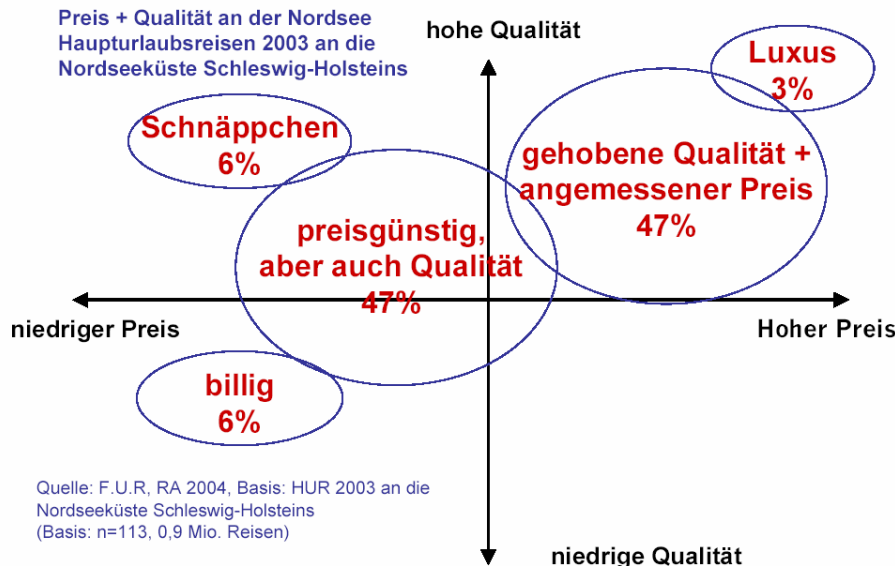 Preis + Qualität an der Nordsee
Haupturlaubsreisen 2003 an die
Nordseeküste Schleswig-Holsteins
hohe Qualität
Luxus
3%
Schnäppchen
6%
gehobene Qualität +
angemessener Preis
47%
preisgünstig,
aber auch Qualität
47%
niedriger Preis
Hoher Preis
billig
6%
Quelle: F.U.R, RA 2004, Basis: HUR 2003 an die
Nordseeküste Schleswig-Holsteins
(Basis: n=113, 0,9 Mio. Reisen)
niedrige Qualität